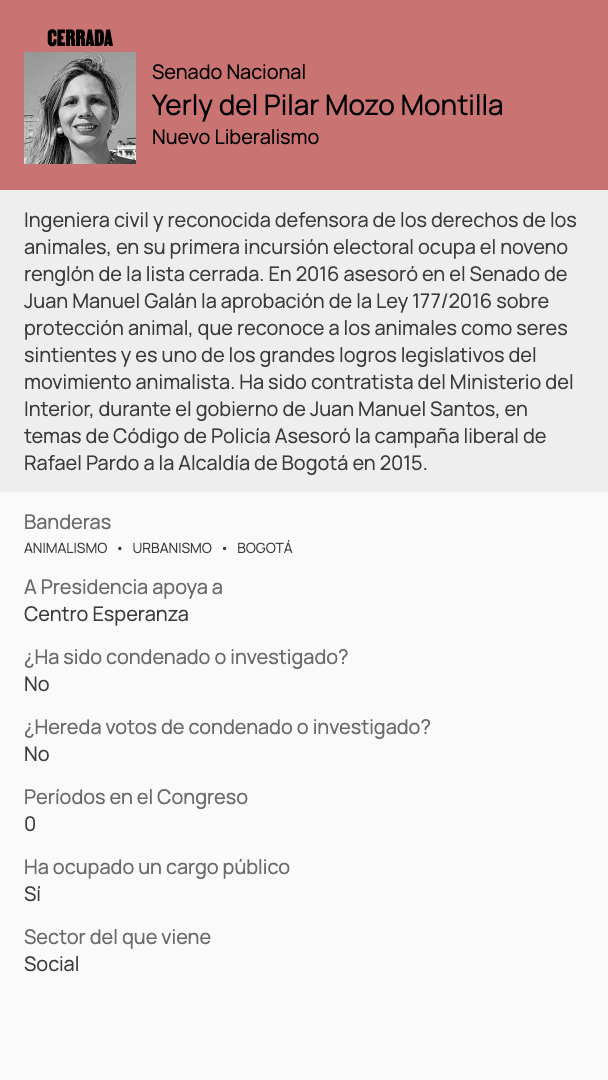 CERRADA
Senado Nacional
Yerly del Pilar Mozo Montilla
Nuevo Liberalismo
Ingeniera civil y reconocida defensora de los derechos de los
animales, en su primera incursión electoral ocupa el noveno
renglón de la lista cerrada. En 2016 asesoró en el Senado de
Juan Manuel Galán la aprobación de la Ley 177/2016 sobre
protección animal, que reconoce a los animales como seres
sintientes y es uno de los grandes logros legislativos del
movimiento animalista. Ha sido contratista del Ministerio del
Interior, durante el gobierno de Juan Manuel Santos, en
temas de Código de Policía Asesoró la campaña liberal de
Rafael Pardo a la Alcaldía de Bogotá en 2015.
Banderas
ANIMALISMO • URBANISMO • BOGOTÁ
A Presidencia apoya a
Centro Esperanza
¿Ha sido condenado o investigado?
No
¿Hereda votos de condenado o investigado?
No
Períodos en el Congreso
0
Ha ocupado un cargo público
Sí
Sector del que viene
Social